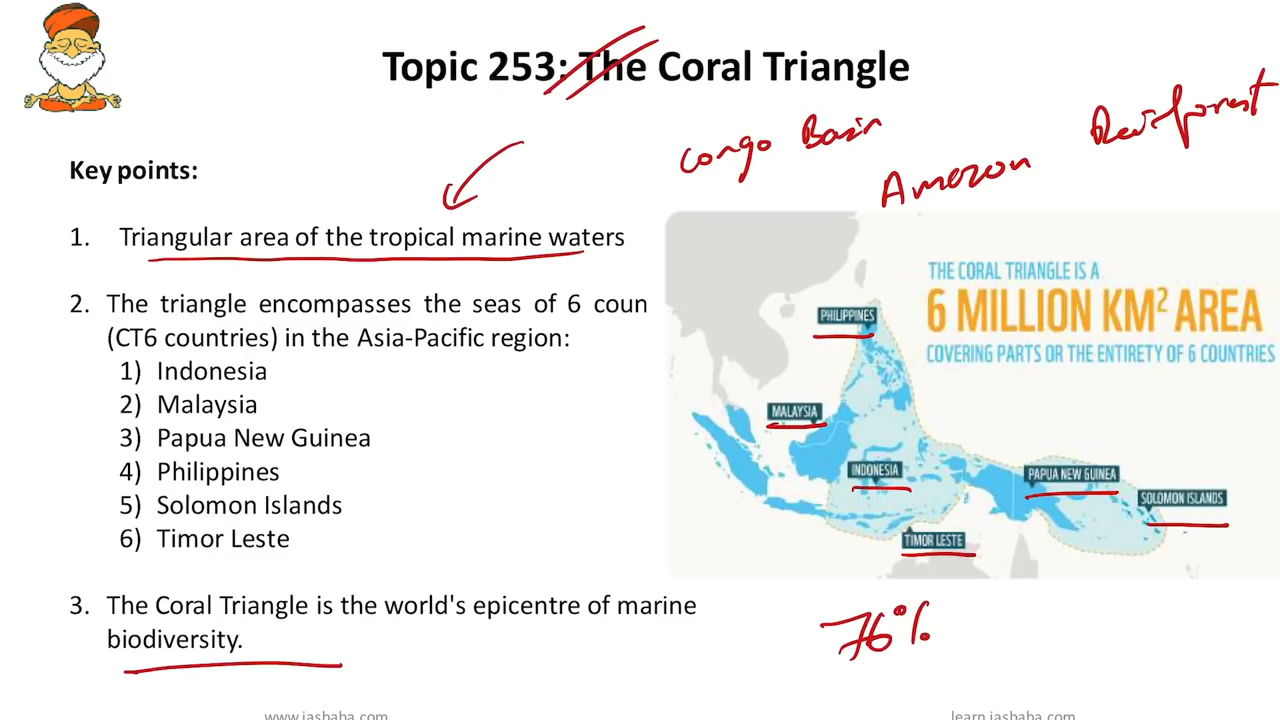 Topic 253: The Coral Triangle
Congo Basin
Amazon Rainforest
Key points:
1. Triangular area of the tropical marine waters
2. The triangle encompasses the seas of 6 coun
(CT6 countries) in the Asia-Pacific region:
1) Indonesia
2) Malaysia
3) Papua New Guinea
4) Philippines
5) Solomon Islands
6) Timor Leste
3. The Coral Triangle is the world's epicentre of marine
biodiversity.
THE CORAL TRIANGLE IS A
6 MILLION KM² AREA
COVERING PARTS OR THE ENTIRETY OF 6 COUNTRIES
PHILIPPINES
MALAYSIA
INDONESIA
PAPUA NEW GUINEA
SOLOMON ISLANDS
TIMOR LESTE
76%
www.iasbaba.com
learn.iasbaba.com